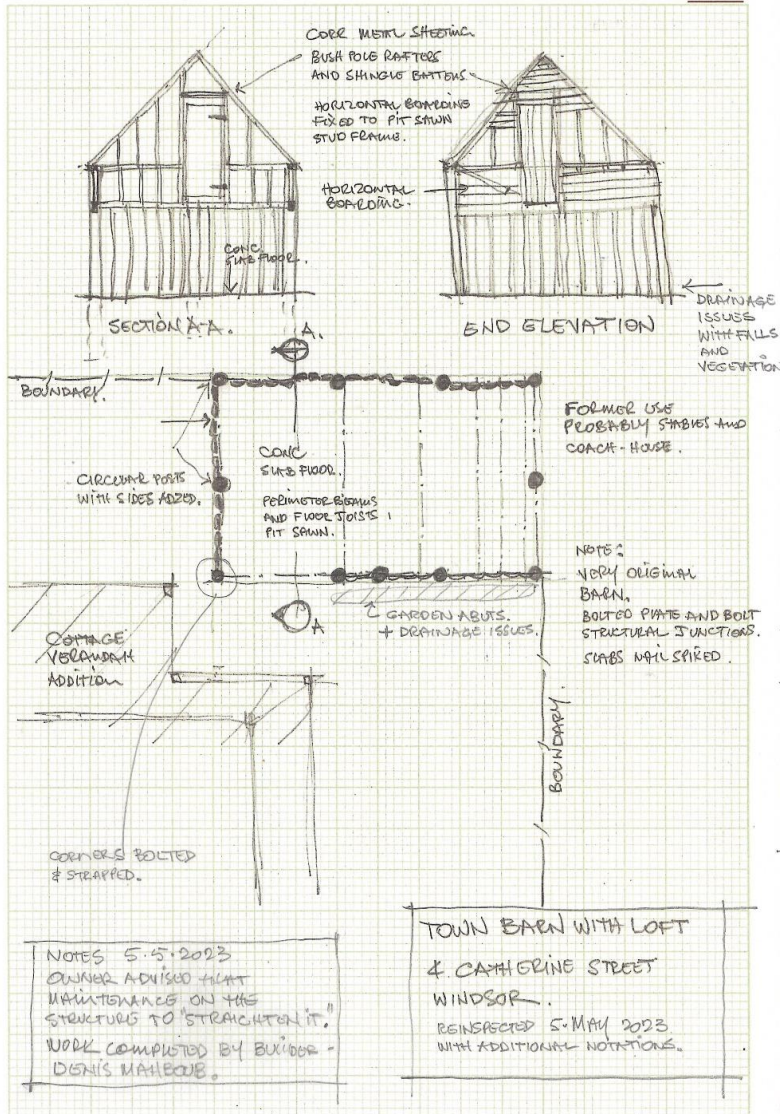 CORR METAL SHEETING
BUSH POLE RAFTERS
AND SHINGLE BATTENS
HORIZONTAL BOARDING
FIXED TO PIT SAWN
STUD FRAME.
HORIZONTAL
BOARDING.
CONC
SLAB FLOOR.
SECTION A-A.
END ELEVATION
DRAINAGE
ISSUES
WITH FALLS
AND
VEGETATION
A.
BOUNDARY.
CIRCULAR POSTS
WITH SIDES ADZED.
CONC
SLAB FLOOR.
PERIMETER BEAMS
AND FLOOR JOISTS
PIT SAWN.
FORMER USE
PROBABLY STABLES AND
COACH-HOUSE.
NOTE:
VERY ORIGINAL
BARN.
BOLTED PLATE AND BOLT
STRUCTURAL JUNCTIONS.
SLABS NAIL SPIKED.
A
GARDEN ABUTS.
+ DRAINAGE ISSUES.
COTTAGE
VERANDAH
ADDITION
BOUNDARY.
CORNERS BOLTED
& STRAPPED.
NOTES 5.5.2023
OWNER ADVISED THAT
MAINTENANCE ON THE
STRUCTURE TO "STRAIGHTEN IT."
WORK COMPLETED BY BUILDER -
DENIS MAHBOUB.
TOWN BARN WITH LOFT
CATHERINE STREET
WINDSOR.
REINSPECTED 5.MAY 2023
WITH ADDITIONAL NOTATIONS.